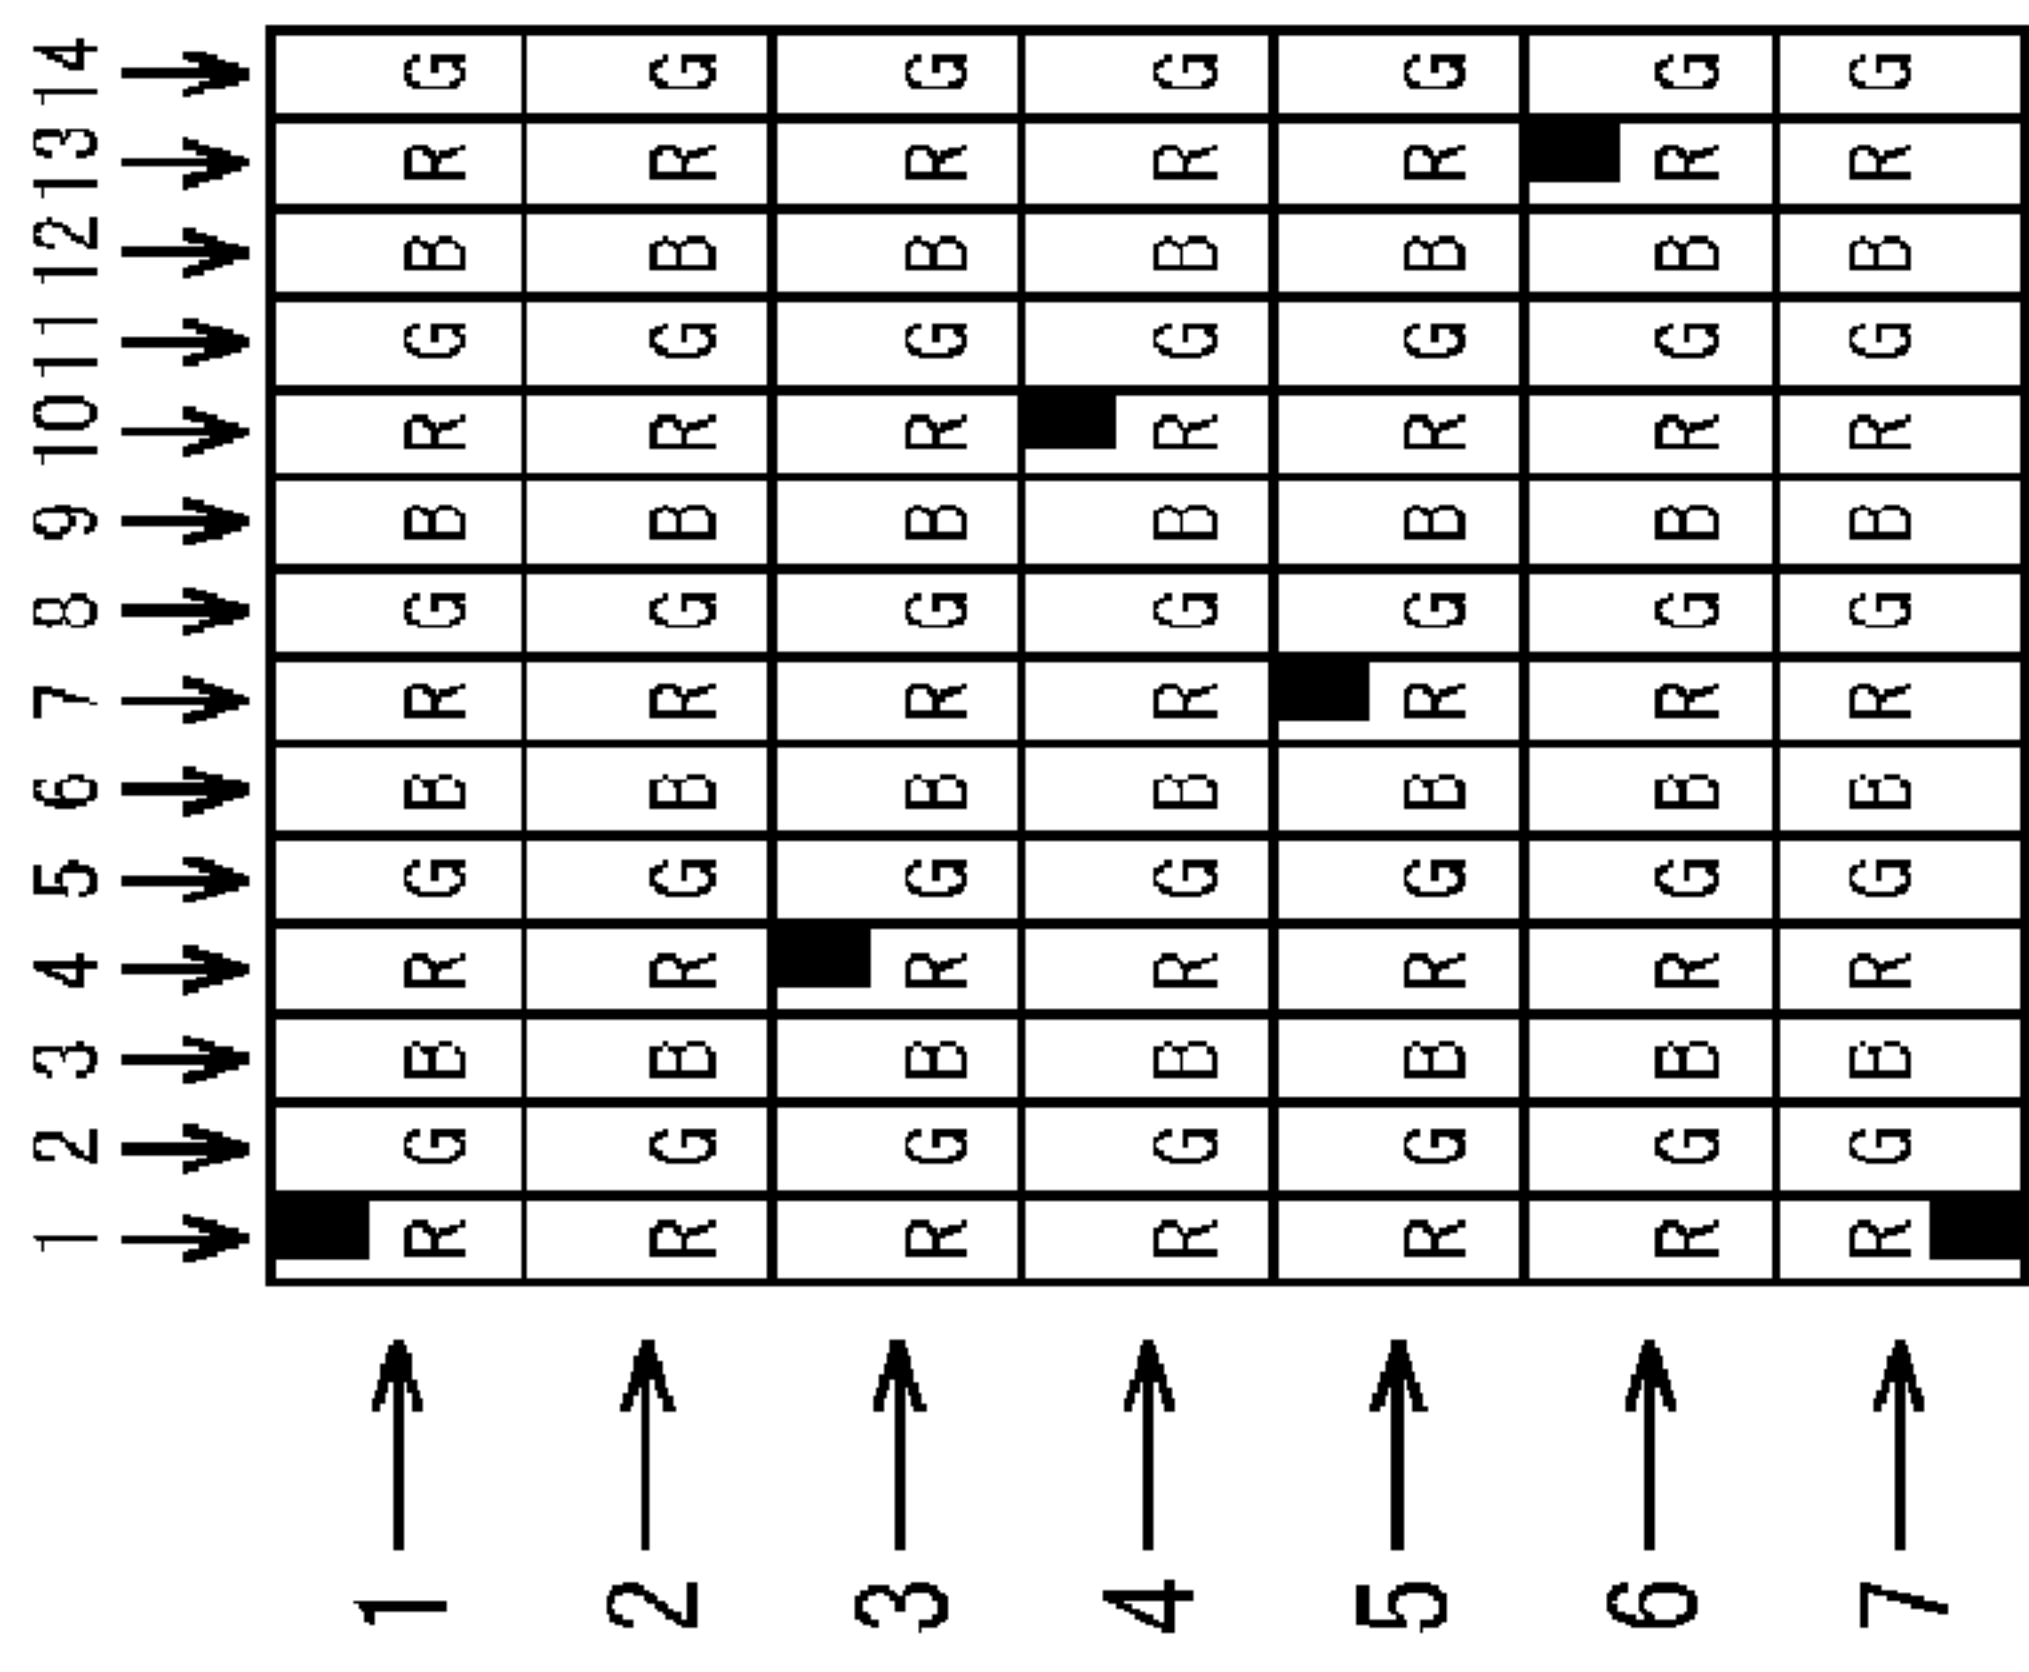 1 2 3 4 5 6 7 8 9 10 11 12 13 14
1 R G B R G B R G B R G B R G
2 R G B R G B R G B R G B R G
3 R G B R G B R G B R G B R G
4 R G B R G B R G B R G B R G
5 R G B R G B R G B R G B R G
6 R G B R G B R G B R G B R G
7 R G B R G B R G B R G B R G